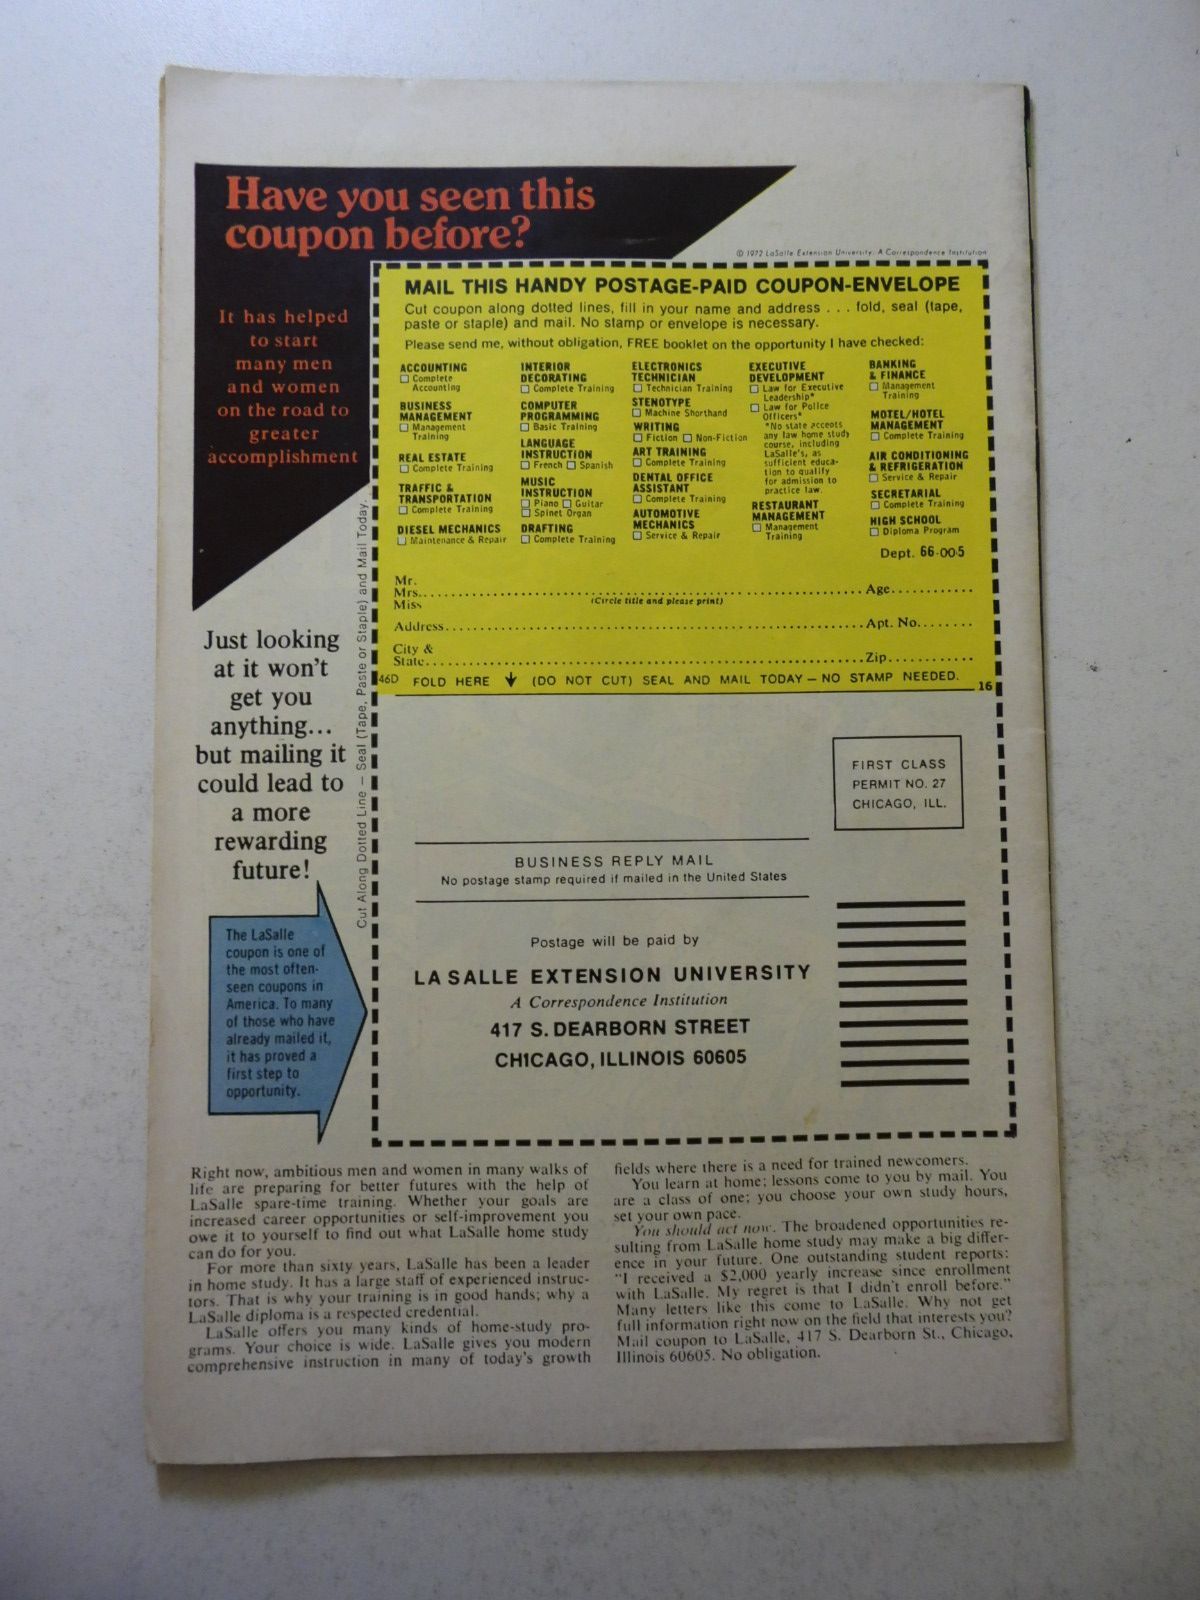 Have you seen this
coupon before?
It has helped
to start
many men
and women
on the road to
greater
accomplishment
Just looking
at it won't
get you
anything...
but mailing it
could lead to
a more
rewarding
future!
The LaSalle
coupon is one of
the most often-
seen coupons in
America. To many
of those who have
already mailed it,
it has proved a
first step to
opportunity.
© 1972 LaSalle Extension University, A Correspondence Institution
Cut Along Dotted Line – Seal (Tape, Paste or Staple) and Mail Today.
MAIL THIS HANDY POSTAGE-PAID COUPON-ENVELOPE
Cut coupon along dotted lines, fill in your name and address . . . fold, seal (tape,
paste or staple) and mail. No stamp or envelope is necessary.
Please send me, without obligation, FREE booklet on the opportunity I have checked:
ACCOUNTING
Complete
Accounting
BUSINESS
MANAGEMENT
Management
Training
REAL ESTATE
Complete Training
TRAFFIC &
TRANSPORTATION
Complete Training
DIESEL MECHANICS
Maintenance & Repair
INTERIOR
DECORATING
Complete Training
COMPUTER
PROGRAMMING
Basic Training
LANGUAGE
INSTRUCTION
French Spanish
MUSIC
INSTRUCTION
Piano Guitar
Spinet Organ
DRAFTING
Complete Training
ELECTRONICS
TECHNICIAN
Technician Training
STENOTYPE
Machine Shorthand
WRITING
Fiction Non-Fiction
ART TRAINING
Complete Training
DENTAL OFFICE
ASSISTANT
Complete Training
AUTOMOTIVE
MECHANICS
Service & Repair
EXECUTIVE
DEVELOPMENT
Law for Executive
Leadership*
Law for Police
Officers*
*No state accepts
any law home study
course, including
LaSalle's, as
sufficient educa-
tion to qualify
for admission to
practice law.
RESTAURANT
MANAGEMENT
Management
Training
BANKING
& FINANCE
Management
Training
MOTEL/HOTEL
MANAGEMENT
Complete Training
AIR CONDITIONING
& REFRIGERATION
Service & Repair
SECRETARIAL
Complete Training
HIGH SCHOOL
Diploma Program
Dept. 66-005
Mr.
Mrs. Age
Miss (Circle title and please print)
Address Apt. No.
City &
State Zip
46D FOLD HERE (DO NOT CUT) SEAL AND MAIL TODAY – NO STAMP NEEDED.
16
FIRST CLASS
PERMIT NO. 27
CHICAGO, ILL.
BUSINESS REPLY MAIL
No postage stamp required if mailed in the United States
Postage will be paid by
LA SALLE EXTENSION UNIVERSITY
A Correspondence Institution
417 S. DEARBORN STREET
CHICAGO, ILLINOIS 60605
Right now, ambitious men and women in many walks of
life are preparing for better futures with the help of
LaSalle spare-time training. Whether your goals are
increased career opportunities or self-improvement you
owe it to yourself to find out what LaSalle home study
can do for you.
For more than sixty years, LaSalle has been a leader
in home study. It has a large staff of experienced instruc-
tors. That is why your training is in good hands; why a
LaSalle diploma is a respected credential.
LaSalle offers you many kinds of home-study pro-
grams. Your choice is wide. LaSalle gives you modern
comprehensive instruction in many of today's growth
fields where there is a need for trained newcomers.
You learn at home; lessons come to you by mail. You
are a class of one; you choose your own study hours,
set your own pace.
You should act now. The broadened opportunities re-
sulting from LaSalle home study may make a big differ-
ence in your future. One outstanding student reports:
"I received a $2,000 yearly increase since enrollment
with LaSalle. My regret is that I didn't enroll before."
Many letters like this come to LaSalle. Why not get
full information right now on the field that interests you?
Mail coupon to LaSalle, 417 S. Dearborn St., Chicago,
Illinois 60605. No obligation.